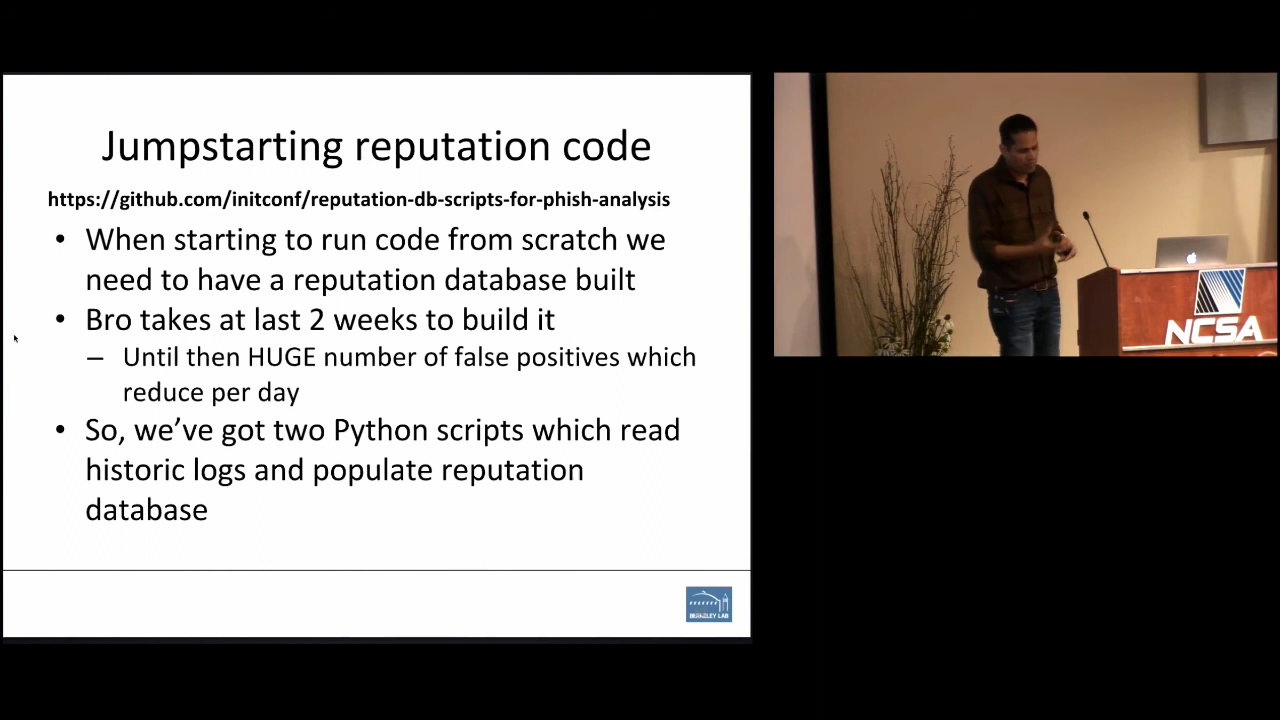 Jumpstarting reputation code
https://github.com/initconf/reputation-db-scripts-for-phish-analysis
• When starting to run code from scratch we
need to have a reputation database built
• Bro takes at last 2 weeks to build it
– Until then HUGE number of false positives which
reduce per day
• So, we've got two Python scripts which read
historic logs and populate reputation
database
BERKELEY LAB
NCSA